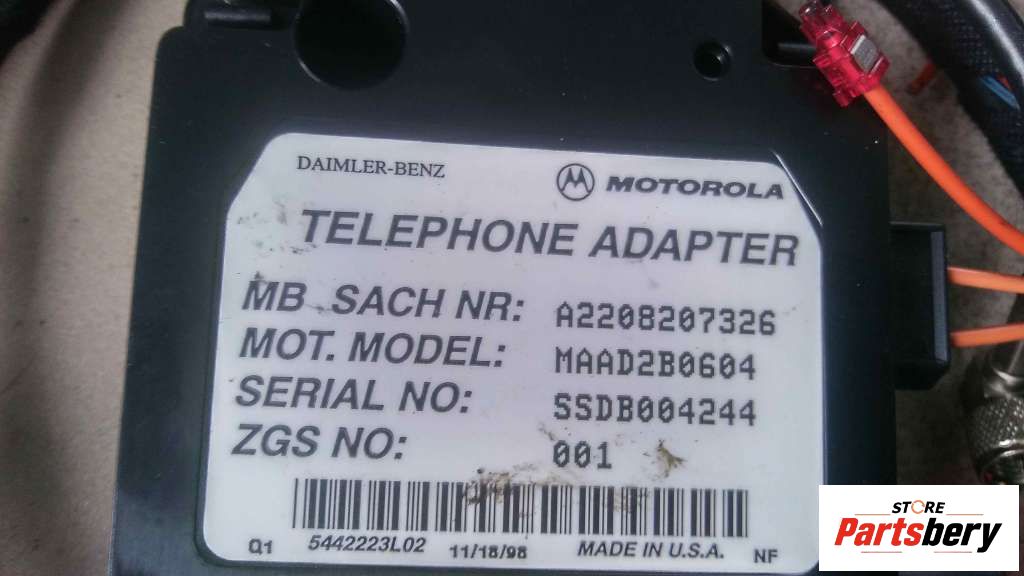 DAIMLER-BENZ MOTOROLA
TELEPHONE ADAPTER
MB SACH NR: A2208207326
MOT. MODEL: MAAD2B0604
SERIAL NO: SSDB004244
ZGS NO: 001
Q1 5442223L02 11/18/98 MADE IN U.S.A. NF
STORE
Partsbery